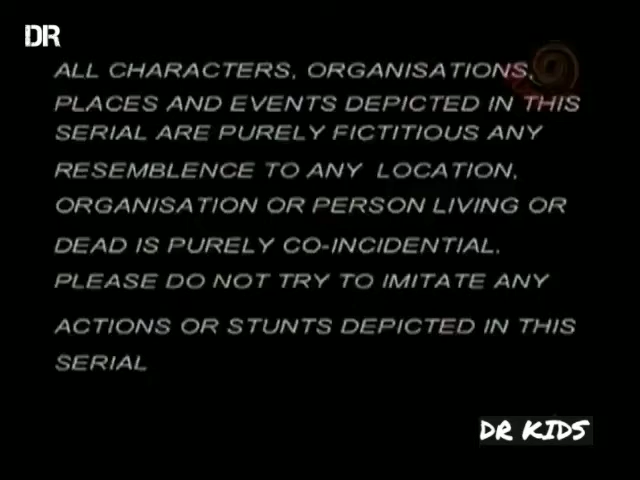 DR
ALL CHARACTERS, ORGANISATIONS,
PLACES AND EVENTS DEPICTED IN THIS
SERIAL ARE PURELY FICTITIOUS ANY
RESEMBLENCE TO ANY LOCATION,
ORGANISATION OR PERSON LIVING OR
DEAD IS PURELY CO-INCIDENTIAL.
PLEASE DO NOT TRY TO IMITATE ANY
ACTIONS OR STUNTS DEPICTED IN THIS
SERIAL
DR KIDS